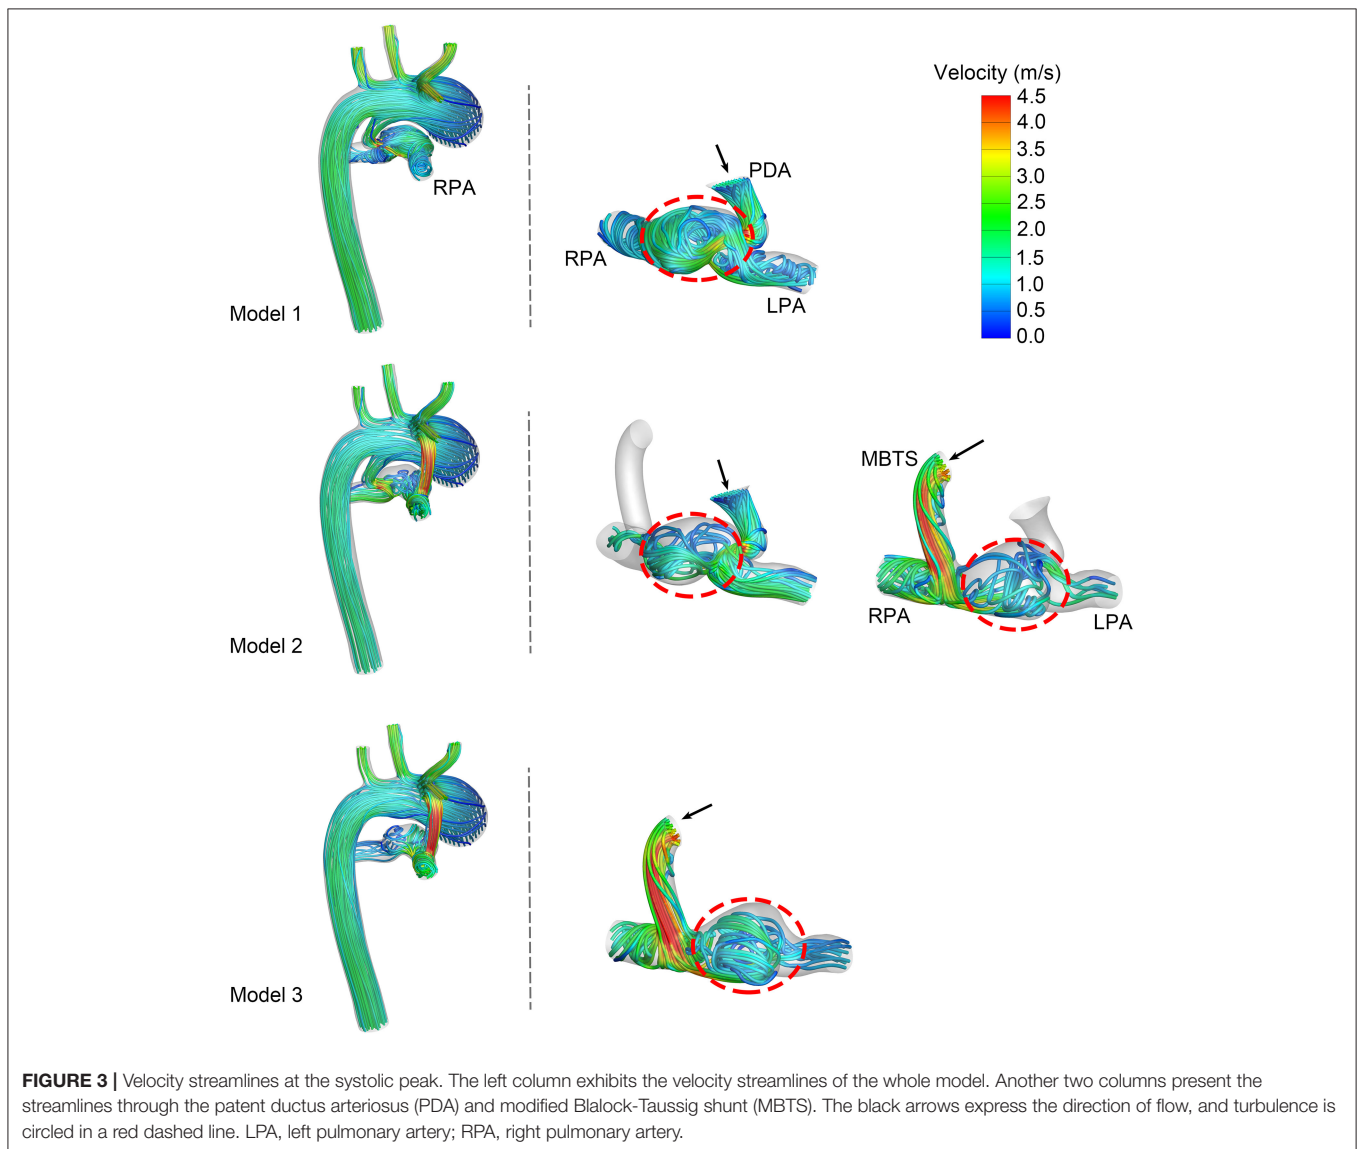 Velocity (m/s)
4.5
4.0
3.5
3.0
2.5
2.0
1.5
1.0
0.5
0.0
RPA
PDA
RPA
LPA
Model 1
MBTS
RPA
LPA
Model 2
Model 3
FIGURE 3 | Velocity streamlines at the systolic peak. The left column exhibits the velocity streamlines of the whole model. Another two columns present the
streamlines through the patent ductus arteriosus (PDA) and modified Blalock-Taussig shunt (MBTS). The black arrows express the direction of flow, and turbulence is
circled in a red dashed line. LPA, left pulmonary artery; RPA, right pulmonary artery.